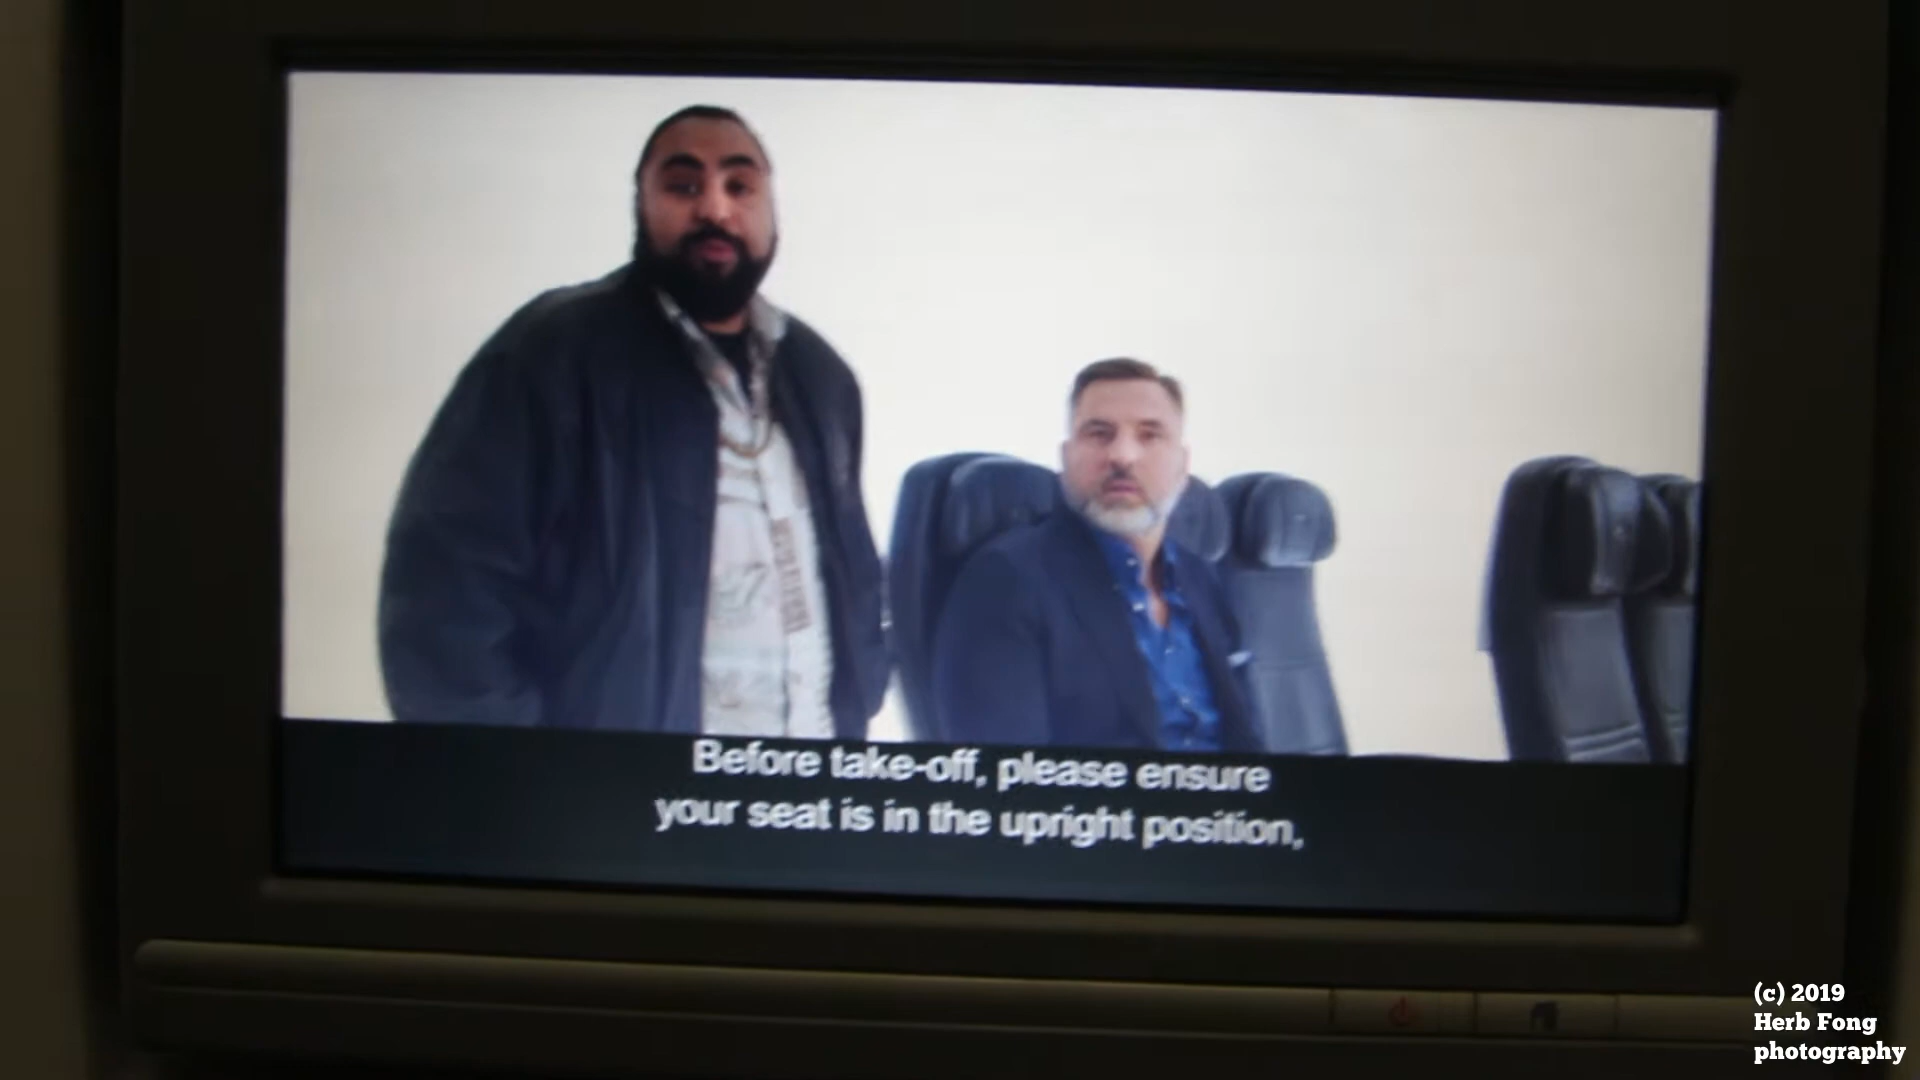 Before take-off, please ensure
your seat is in the upright position,
(c) 2019
Herb Fong
photography